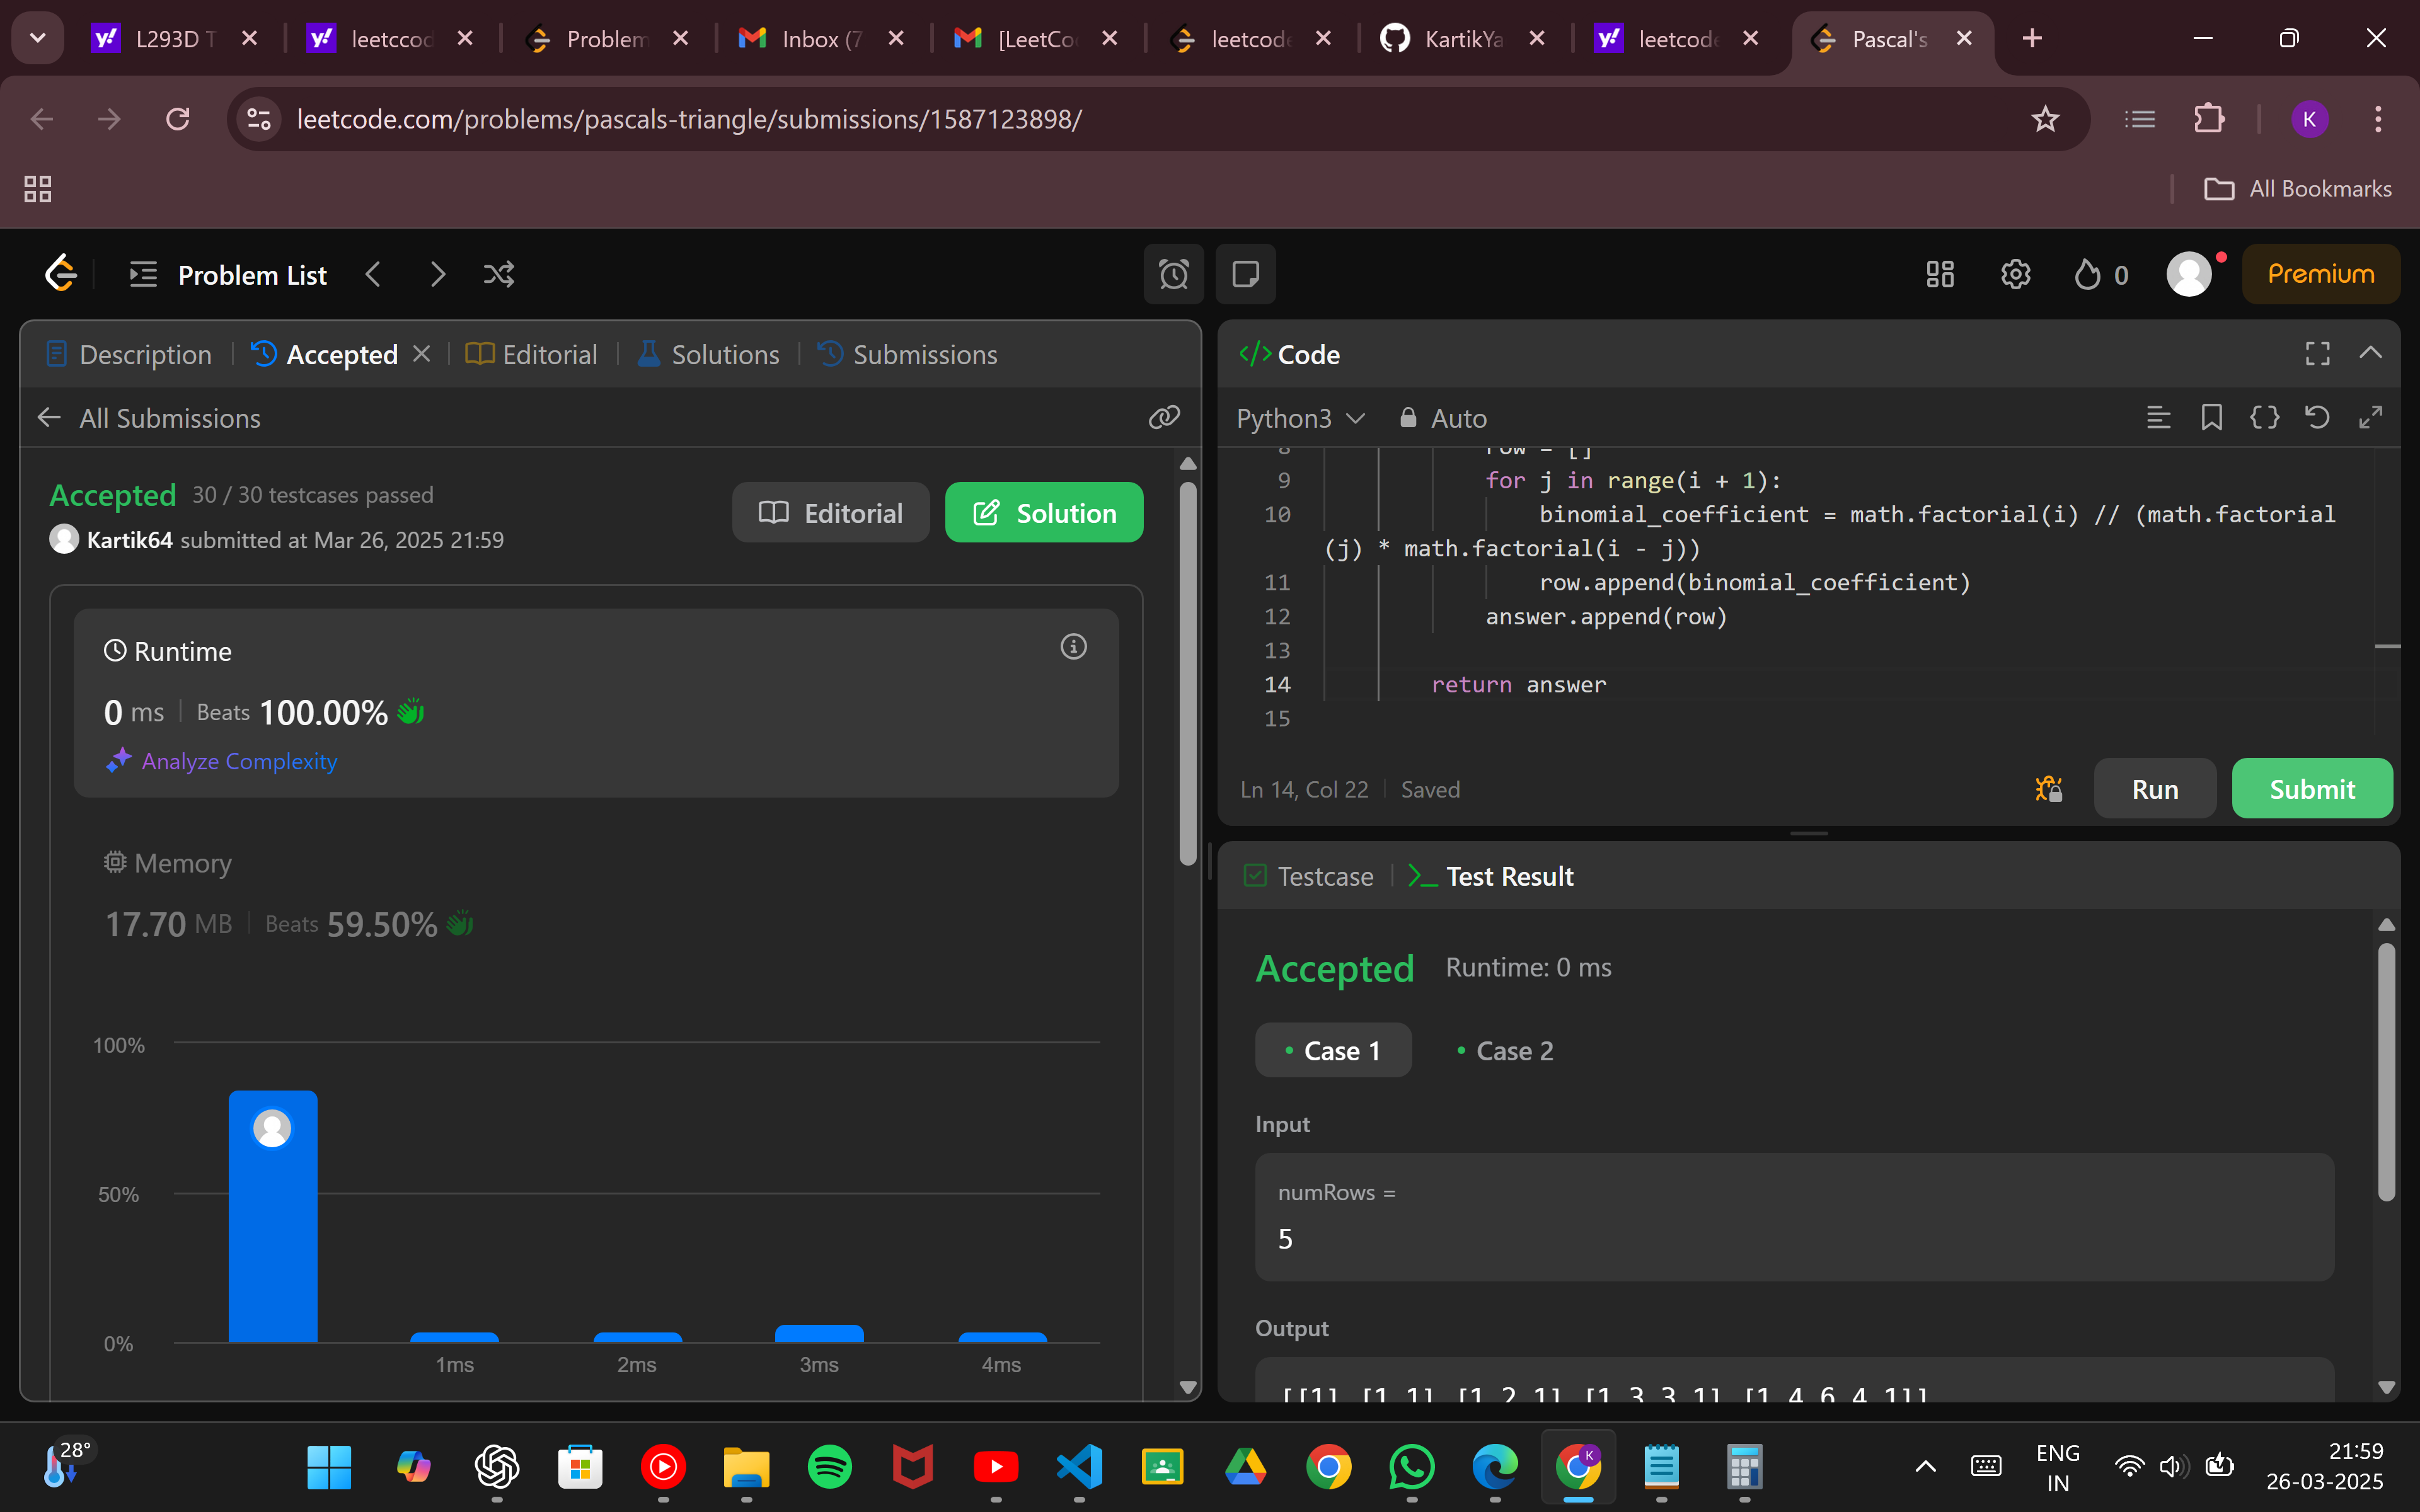 L293D T
leetccod
Problem
Inbox (7
[LeetCo
leetcode
KartikYa
leetcode
Pascal's
leetcode.com/problems/pascals-triangle/submissions/1587123898/
K
All Bookmarks
Problem List
0
Premium
Description
Accepted
Editorial
Solutions
Submissions
All Submissions
Accepted 30 / 30 testcases passed
Kartik64 submitted at Mar 26, 2025 21:59
Editorial
Solution
Runtime
0 ms Beats 100.00%
Analyze Complexity
Memory
17.70 MB Beats 59.50%
100%
50%
0%
1ms 2ms 3ms 4ms
</> Code
Python3 Auto
8 row = []
9 for j in range(i + 1):
10 binomial_coefficient = math.factorial(i) // (math.factorial
(j) * math.factorial(i - j))
11 row.append(binomial_coefficient)
12 answer.append(row)
13
14 return answer
15
Ln 14, Col 22 Saved
Run
Submit
Testcase
Test Result
Accepted Runtime: 0 ms
Case 1
Case 2
Input
numRows =
5
Output
[[1],[1,1],[1,2,1],[1,3,3,1],[1,4,6,4,1]]
28°
K
ENG
IN
21:59
26-03-2025